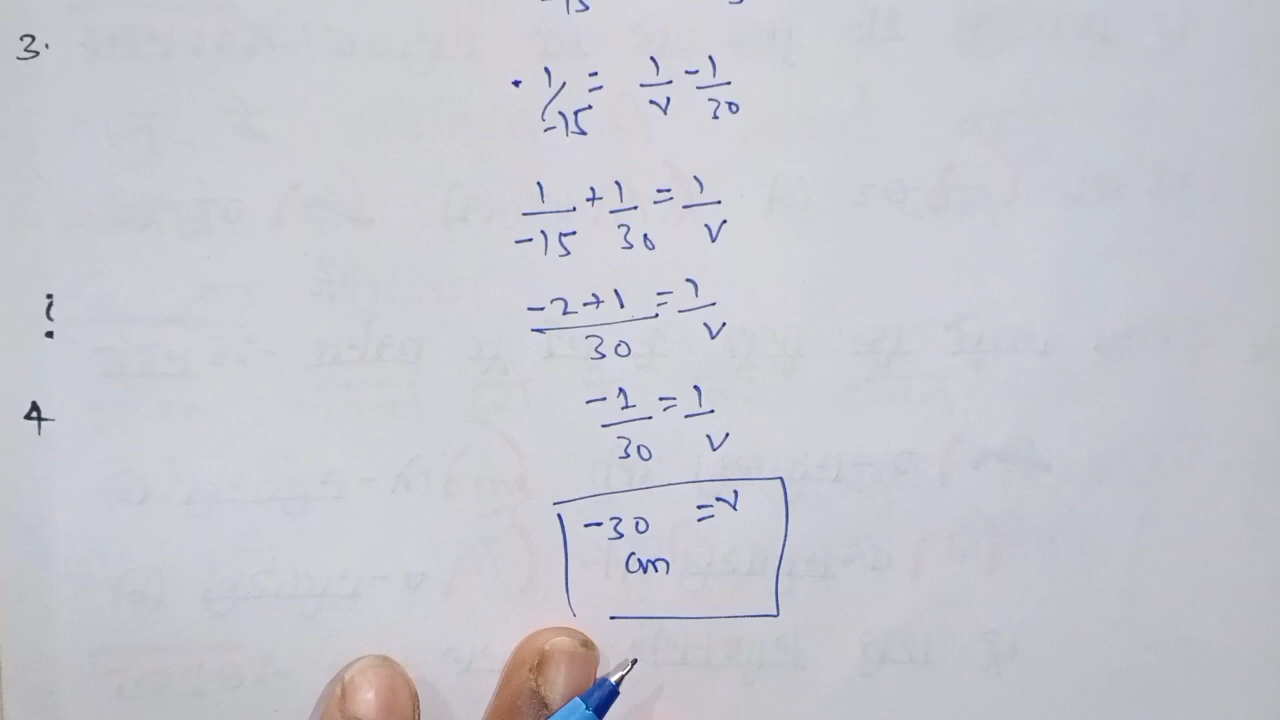 -15
3.
1/-15 = 1/v - 1/30
1/-15 + 1/30 = 1/v
-2+1/30 = 1/v
-1/30 = 1/v
4
-30 = v
cm